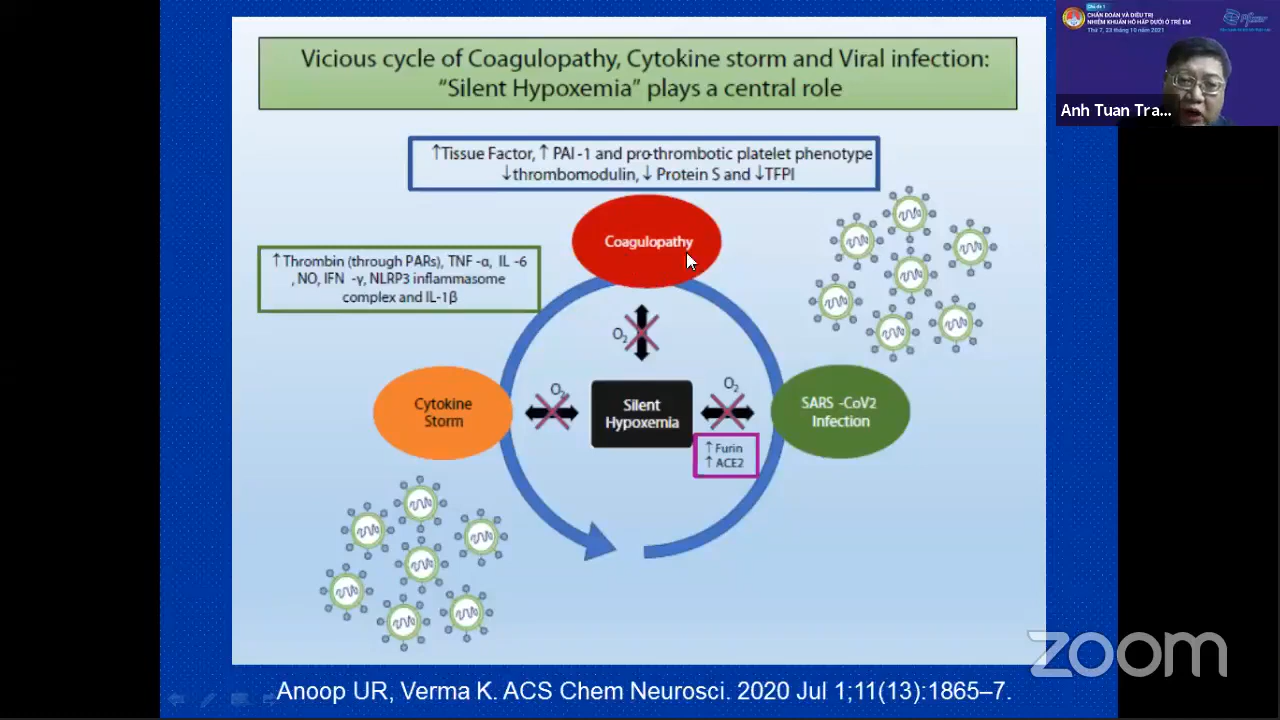 Vicious cycle of Coagulopathy, Cytokine storm and Viral infection:
“Silent Hypoxemia” plays a central role
↑Tissue Factor, ↑ PAI -1 and pro-thrombotic platelet phenotype
↓thrombomodulin, ↓ Protein S and ↓TFPI
Coagulopathy
↑Thrombin (through PARs), TNF -α, IL -6
, NO, IFN -γ, NLRP3 inflammasome
complex and IL-1β
O₂
Cytokine
Storm
O₂
Silent
Hypoxemia
O₂
SARS -CoV2
Infection
↑ Furin
↑ ACE2
Anoop UR, Verma K. ACS Chem Neurosci. 2020 Jul 1;11(13):1865–7.
Chủ đề 1
CHẨN ĐOÁN VÀ ĐIỀU TRỊ
NHIỄM KHUẨN HÔ HẤP DƯỚI Ở TRẺ EM
Thứ 7, 23 tháng 10 năm 2021
Pfizer
Anh Tuan Tra...
zoom